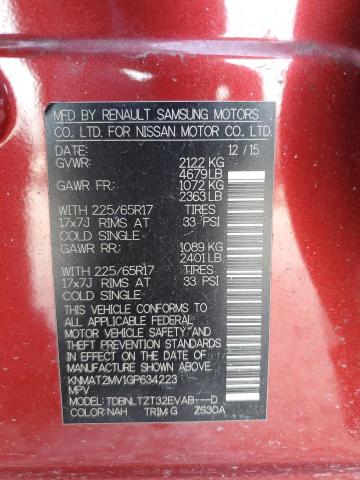 MFD BY RENAULT SAMSUNG MOTORS
CO., LTD. FOR NISSAN MOTOR CO., LTD.
DATE: 12 / 15
GVWR: 2122 KG
4679 LB
GAWR FR: 1072 KG
2363 LB
WITH 225/65R17 TIRES
17x7J RIMS AT 33 PSI
COLD SINGLE
GAWR RR: 1089 KG
2401 LB
WITH 225/65R17 TIRES
17x7J RIMS AT 33 PSI
COLD SINGLE
THIS VEHICLE CONFORMS TO ALL
APPLICABLE FEDERAL MOTOR
VEHICLE SAFETY STANDARDS IN
EFFECT ON THE DATE OF
MANUFACTURE SHOWN ABOVE.
KNMAT2MV1GP634223
MPV
MODEL: TDBNLTZT32EVAB---D
COLOR: NAH TRIM: G ZS30A